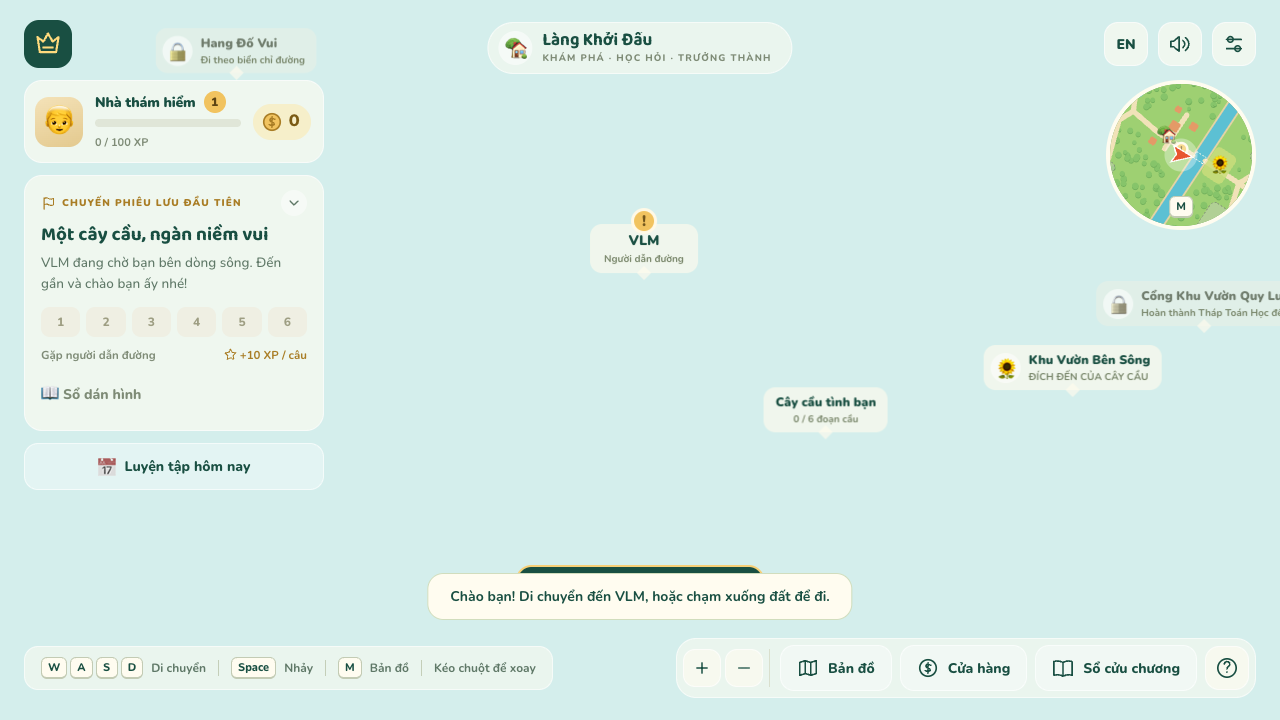 Hang Đố Vui
Đi theo biển chỉ đường
Làng Khởi Đầu
KHÁM PHÁ · HỌC HỎI · TRƯỞNG THÀNH
EN
Nhà thám hiểm 1
0 / 100 XP
0
M
CHUYẾN PHIÊU LƯU ĐẦU TIÊN
Một cây cầu, ngàn niềm vui
VLM đang chờ bạn bên dòng sông. Đến
gần và chào bạn ấy nhé!
1 2 3 4 5 6
Gặp người dẫn đường
+10 XP / câu
Sổ dán hình
Luyện tập hôm nay
!
VLM
Người dẫn đường
Cổng Khu Vườn Quy Lu
Hoàn thành Tháp Toán Học để
Khu Vườn Bên Sông
ĐÍCH ĐẾN CỦA CÂY CẦU
Cây cầu tình bạn
0 / 6 đoạn cầu
Chào bạn! Di chuyển đến VLM, hoặc chạm xuống đất để đi.
W A S D Di chuyển
Space Nhảy
M Bản đồ
Kéo chuột để xoay
+ −
Bản đồ
Cửa hàng
Sổ cửu chương
?